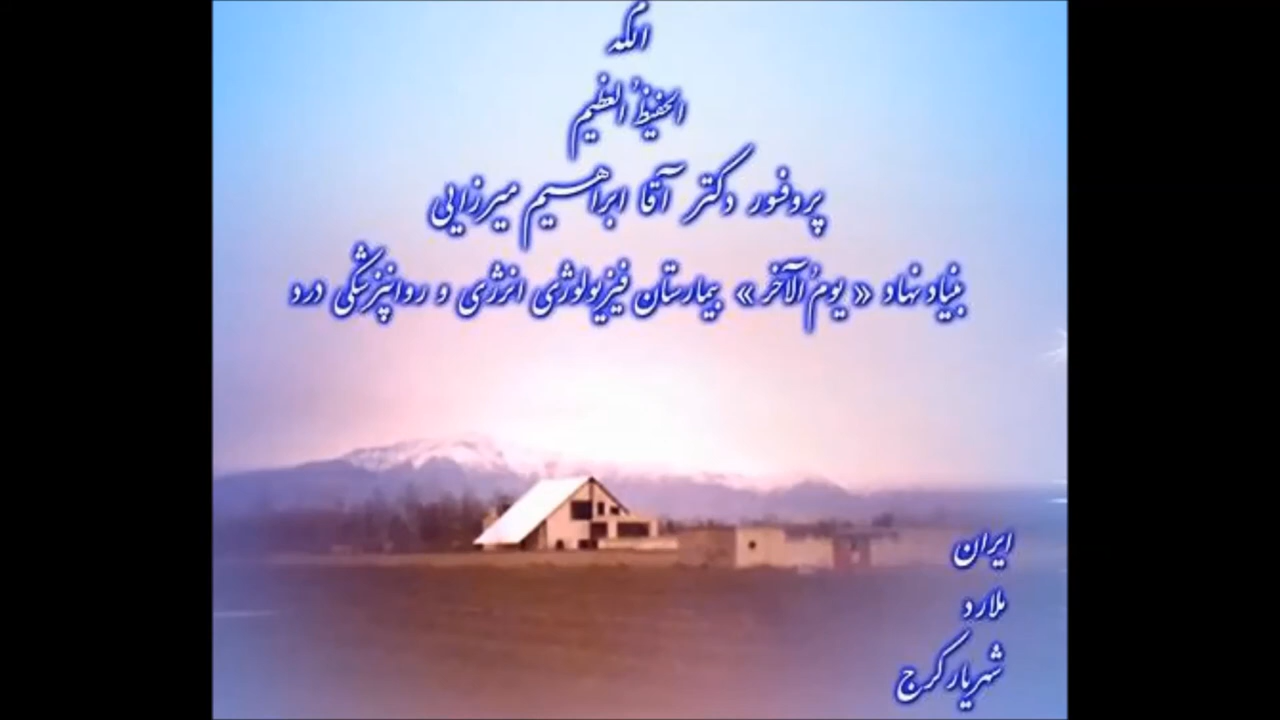 الله
الحفیظُ العظیم
پروفسور دکتر آقا ابراهیم میرزایی
بنیاد نهاد « یومُ الآخر » بیمارستان فیزیولوژی انرژی و روانپزشکی درد
ایران
ملارد
شهریار کرج